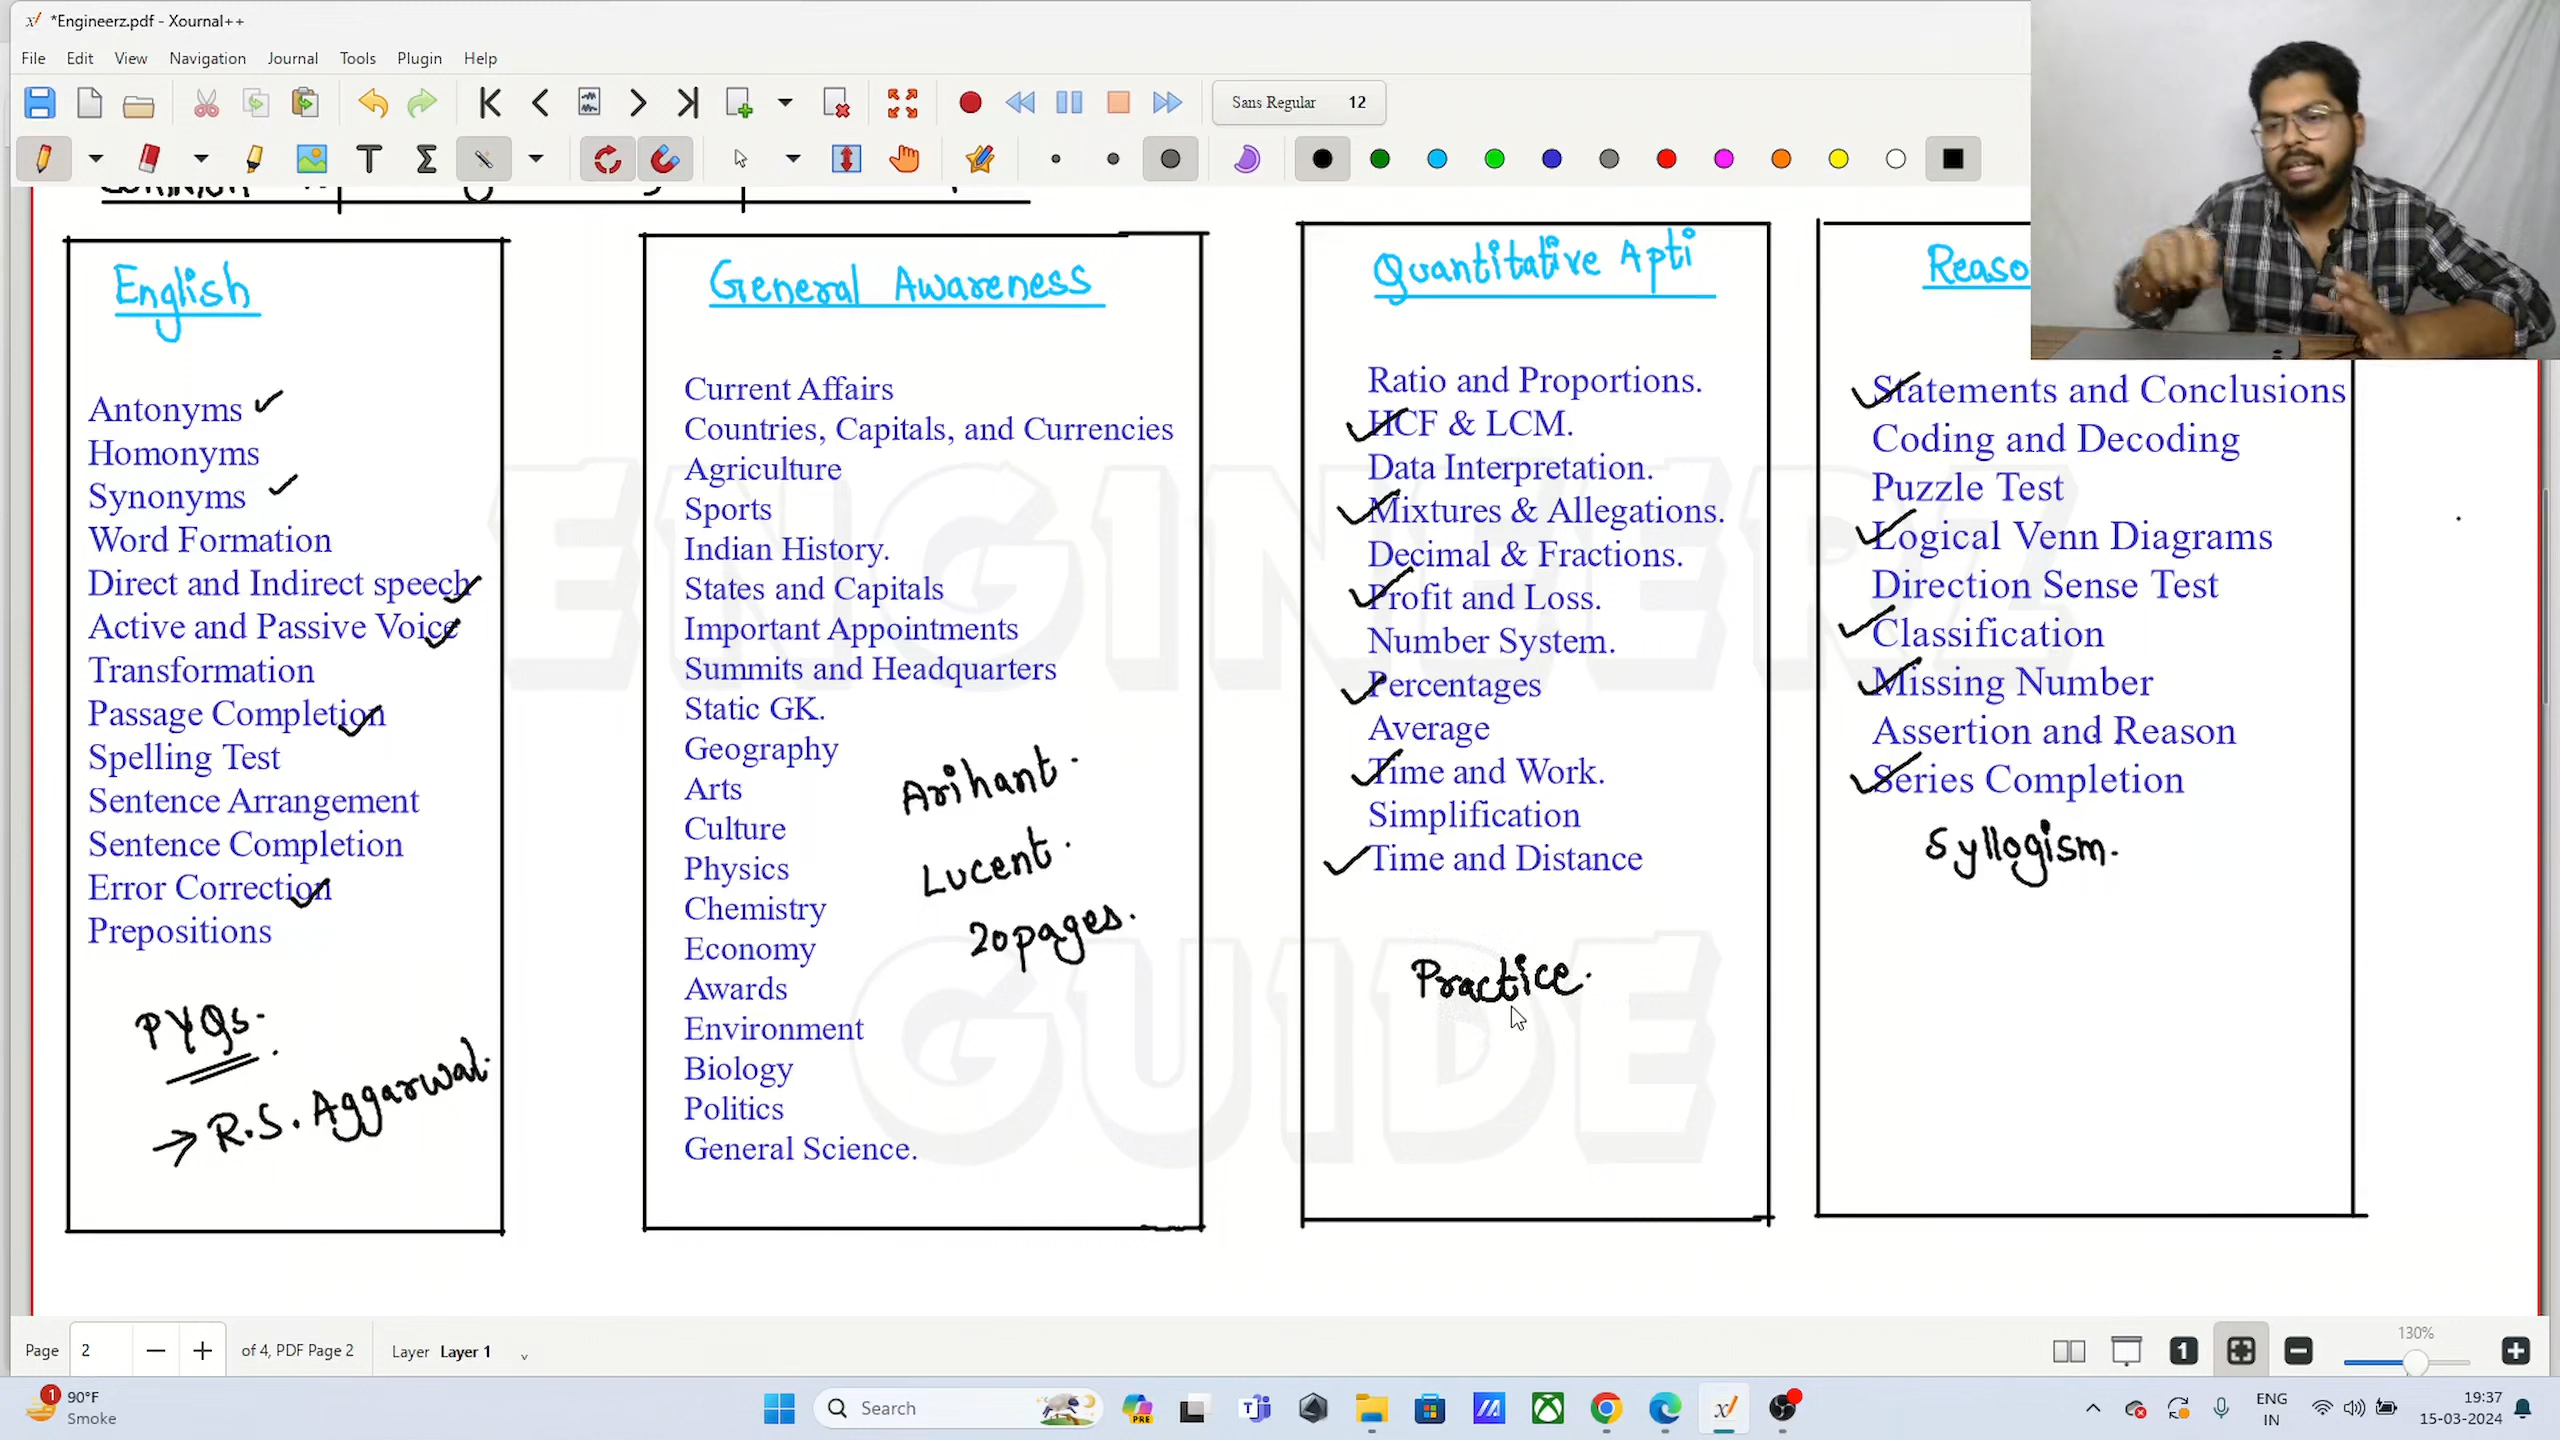 *Engineerz.pdf - Xournal++
File Edit View Navigation Journal Tools Plugin Help
Sans Regular 12
English
Antonyms
Homonyms
Synonyms
Word Formation
Direct and Indirect speech
Active and Passive Voice
Transformation
Passage Completion
Spelling Test
Sentence Arrangement
Sentence Completion
Error Correction
Prepositions
PYQs.
→ R.S. Aggarwal.
General Awareness
Current Affairs
Countries, Capitals, and Currencies
Agriculture
Sports
Indian History.
States and Capitals
Important Appointments
Summits and Headquarters
Static GK.
Geography
Arts
Culture
Physics
Chemistry
Economy
Awards
Environment
Biology
Politics
General Science.
Arihant.
Lucent.
20pages.
Quantitative Apti
Ratio and Proportions.
HCF & LCM.
Data Interpretation.
Mixtures & Allegations.
Decimal & Fractions.
Profit and Loss.
Number System.
Percentages
Average
Time and Work.
Simplification
Time and Distance
Practice.
Reaso
Statements and Conclusions
Coding and Decoding
Puzzle Test
Logical Venn Diagrams
Direction Sense Test
Classification
Missing Number
Assertion and Reason
Series Completion
Syllogism.
ENGINEERZ
GUIDE
Page 2 of 4, PDF Page 2 Layer Layer 1
130%
90°F
Smoke
Search
PRE
ENG
IN
19:37
15-03-2024